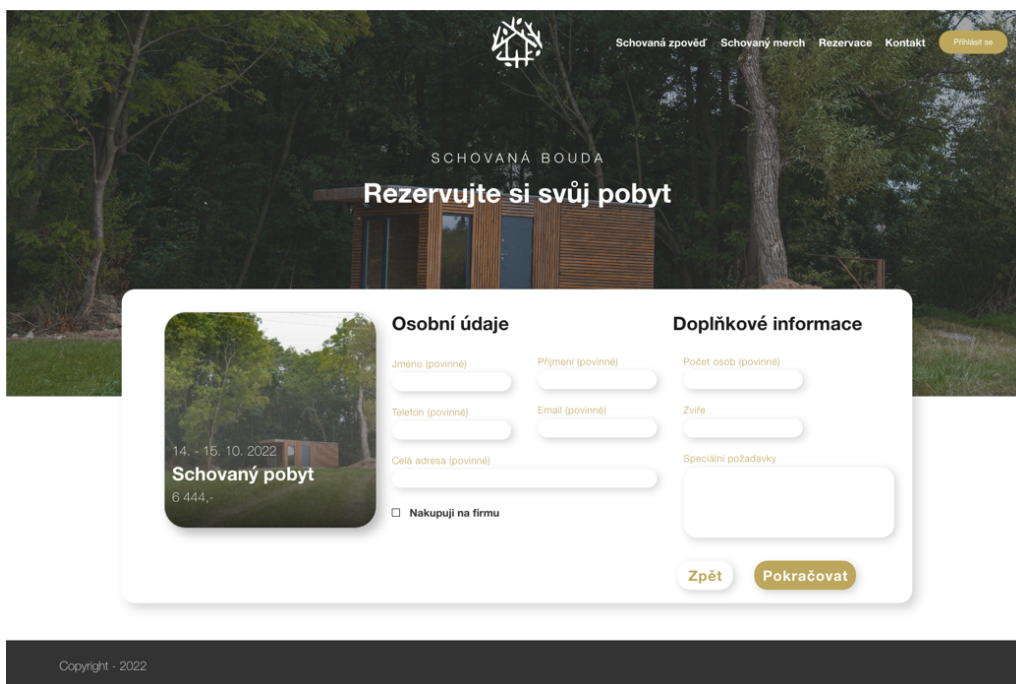 Schovaná zpověď Schovaný merch Rezervace Kontakt Přihlásit se
SCHOVANÁ BOUDA
Rezervujte si svůj pobyt
14. - 15. 10. 2022
Schovaný pobyt
6 444,-
Osobní údaje
Jméno (povinné) Příjmení (povinné)
Telefon (povinné) Email (povinné)
Celá adresa (povinné)
Nakupuji na firmu
Doplňkové informace
Počet osob (povinné)
Zvíře
Speciální požadavky
Zpět Pokračovat
Copyright - 2022